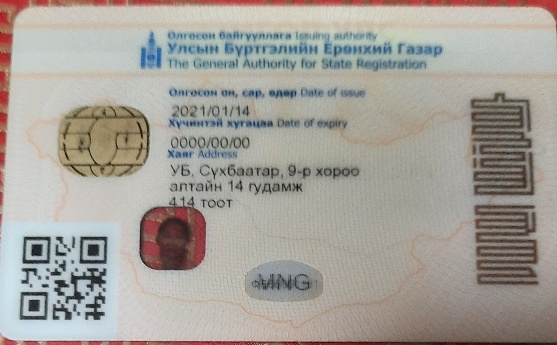 Олгосон байгууллага Issuing authority
Улсын Бүртгэлийн Ерөнхий Газар
The General Authority for State Registration
Олгосон он, сар, өдөр Date of issue
2021/01/14
Хүчинтэй хугацаа Date of expiry
0000/00/00
Хаяг Address
УБ, Сүхбаатар, 9-р хороо
алтайн 14 гудамж
414 тоот
MNG